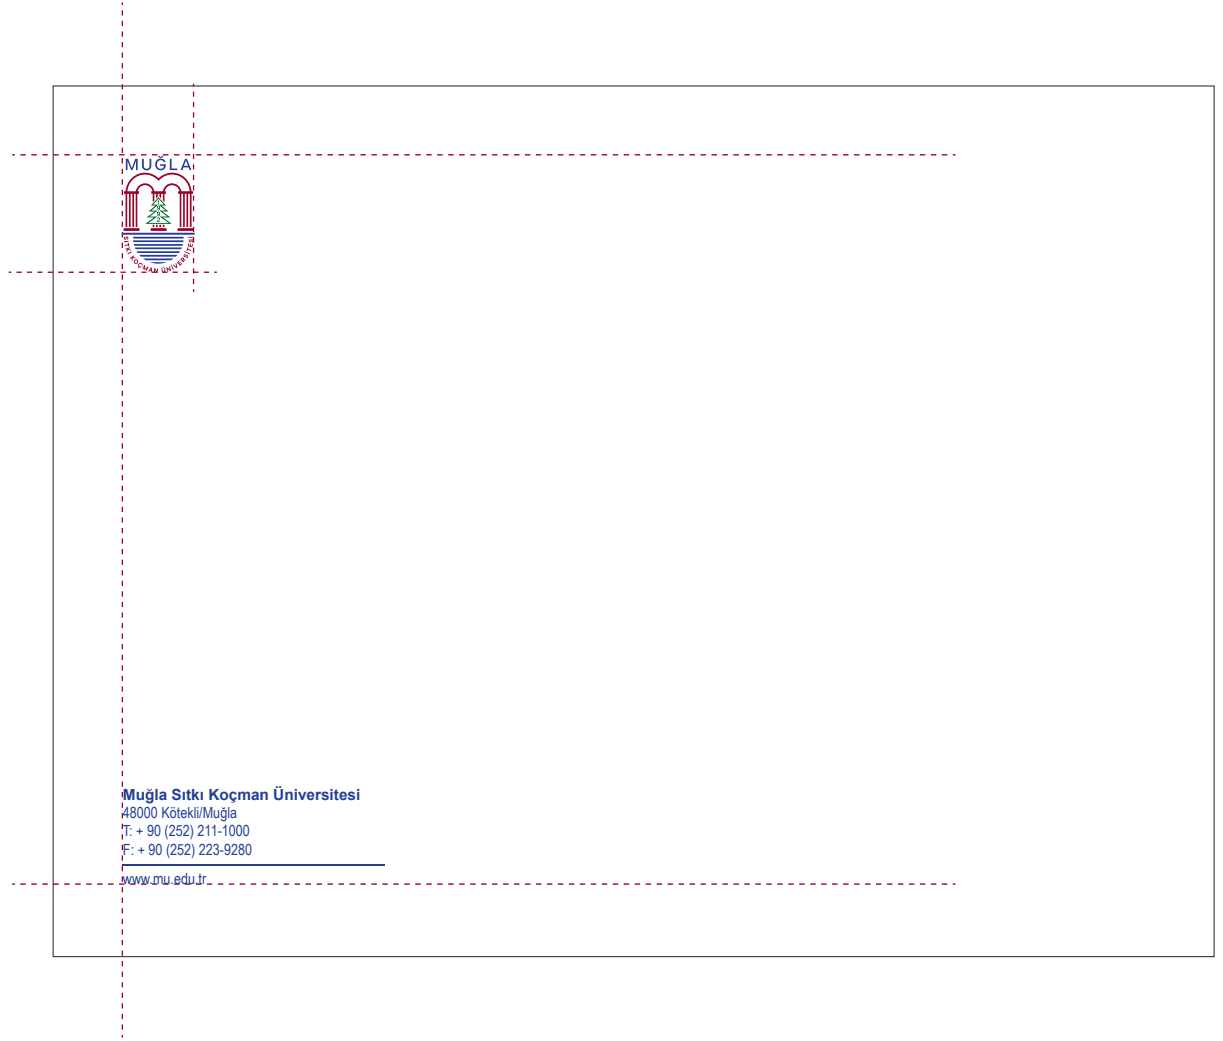 MUĞLA
1992
SITKI KOÇMAN ÜNİVERSİTESİ
Muğla Sıtkı Koçman Üniversitesi
48000 Kötekli/Muğla
T: + 90 (252) 211-1000
F: + 90 (252) 223-9280
www.mu.edu.tr